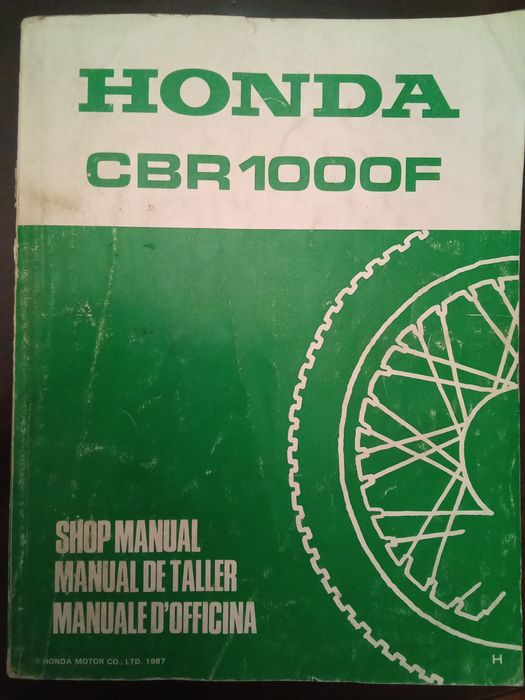 HONDA
CBR1000F
SHOP MANUAL
MANUAL DE TALLER
MANUALE D'OFFICINA
© HONDA MOTOR CO., LTD. 1987
H